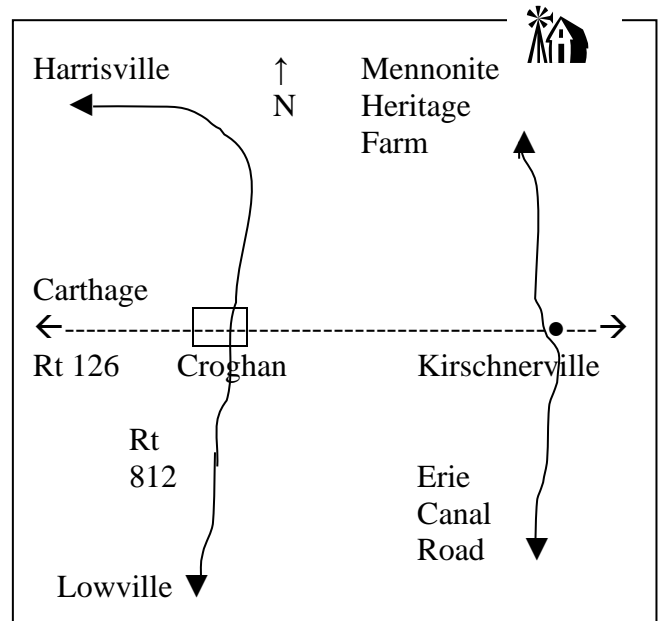 Harrisville
↑
N
Mennonite
Heritage
Farm
Carthage
Rt 126
Croghan
Kirschnerville
Rt
812
Erie
Canal
Road
Lowville